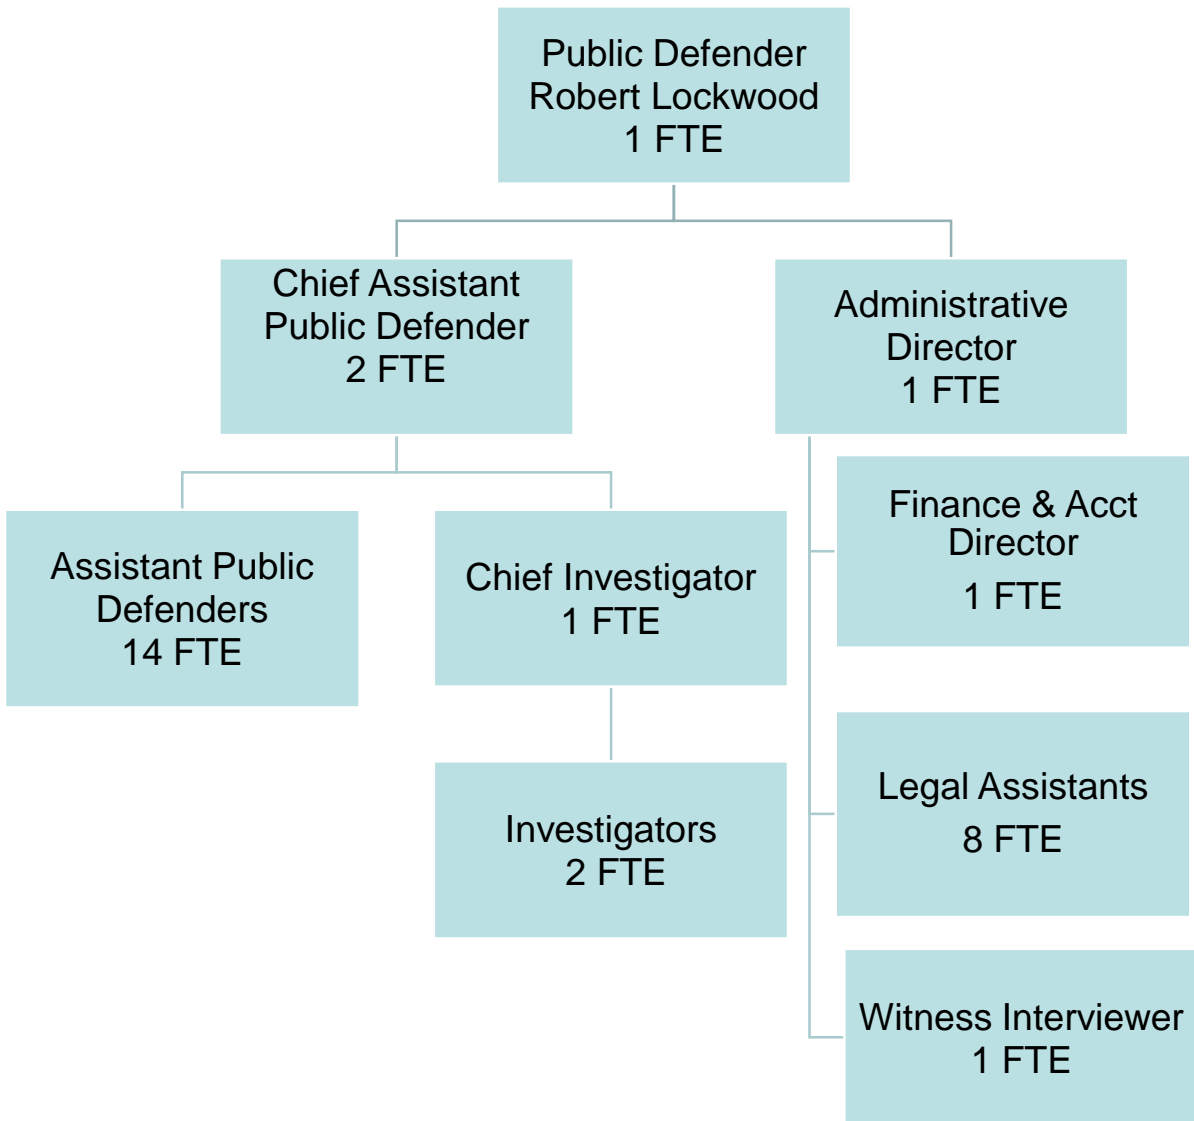 Public Defender
Robert Lockwood
1 FTE
Chief Assistant
Public Defender
2 FTE
Administrative
Director
1 FTE
Assistant Public
Defenders
14 FTE
Chief Investigator
1 FTE
Investigators
2 FTE
Finance & Acct
Director
1 FTE
Legal Assistants
8 FTE
Witness Interviewer
1 FTE